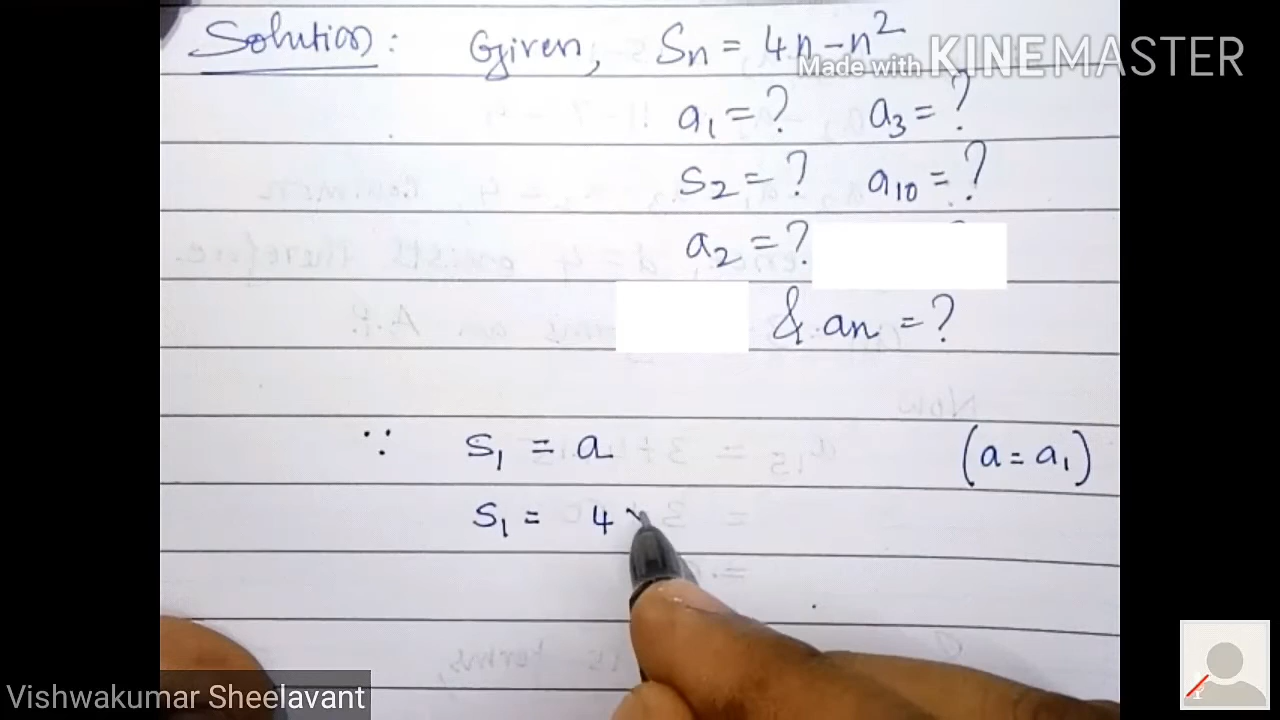 Solution: Given, Sn = 4n-n²
Made with KINEMASTER
a₁ = ? a₃ = ?
S₂ = ? a₁₀ = ?
a₂ = ?
& an = ?
∵ S₁ = a (a = a₁)
S₁ = 4
Vishwakumar Sheelavant